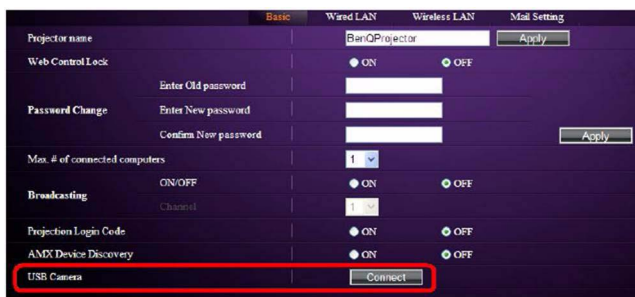 Basic Wired LAN Wireless LAN Mail Setting
Projector name BenQProjector Apply
Web Control Lock ON OFF
Enter Old password
Password Change Enter New password
Confirm New password Apply
Max. # of connected computers 1
ON/OFF ON OFF
Broadcasting
Channel 1
Projection Login Code ON OFF
AMX Device Discovery ON OFF
USB Camera Connect